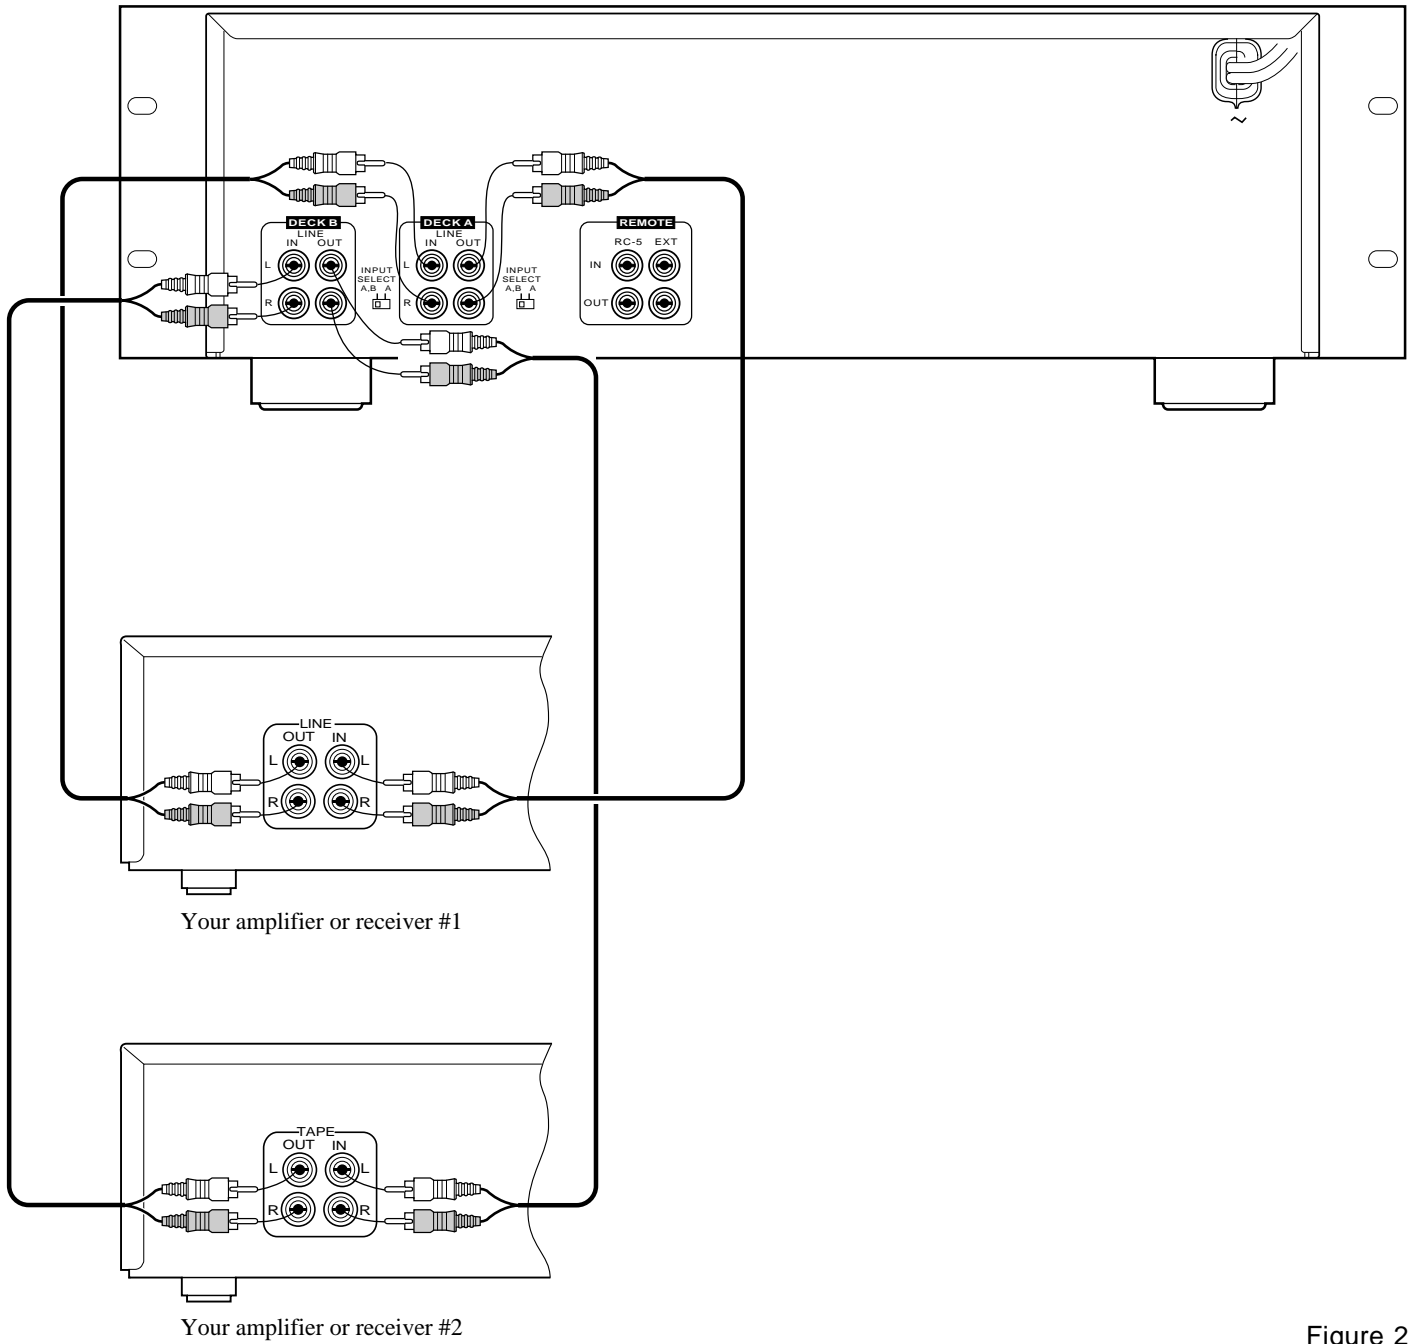 DECK B
LINE
IN OUT
L
R
INPUT
SELECT
A,B A
DECK A
LINE
IN OUT
L
R
INPUT
SELECT
A,B A
REMOTE
RC-5 EXT
IN
OUT
~
LINE
OUT IN
L L
R R
Your amplifier or receiver #1
TAPE
OUT IN
L L
R R
Your amplifier or receiver #2
Figure 2